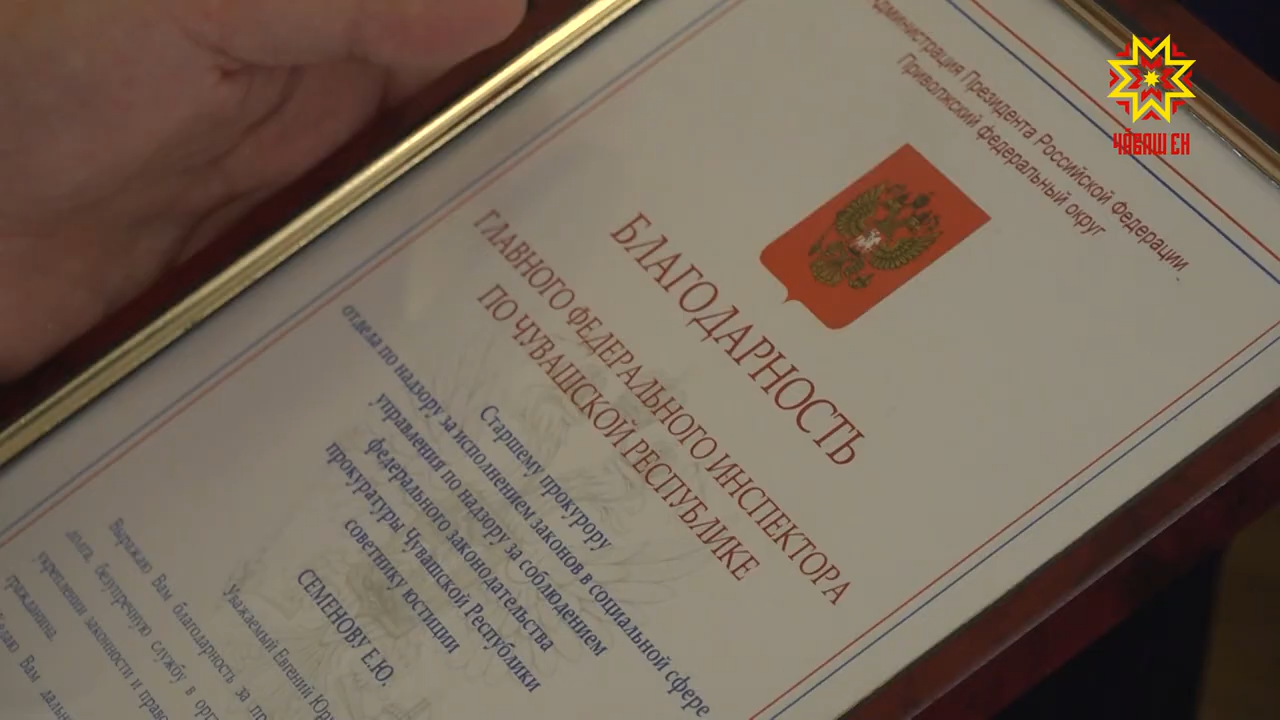 Администрация Президента Российской Федерации
Приволжский федеральный округ
ЧӐВАШ ЕН
БЛАГОДАРНОСТЬ
ГЛАВНОГО ФЕДЕРАЛЬНОГО ИНСПЕКТОРА
ПО ЧУВАШСКОЙ РЕСПУБЛИКЕ
Старшему прокурору
отдела по надзору за исполнением законов в социальной сфере
управления по надзору за соблюдением
федерального законодательства
прокуратуры Чувашской Республики
советнику юстиции
СЕМЕНОВУ Е.Ю.
Уважаемый Евгений
Выражаю Вам благодарность за
долга, безупречную службу в
укреплении законности и
гражданина.
Вам